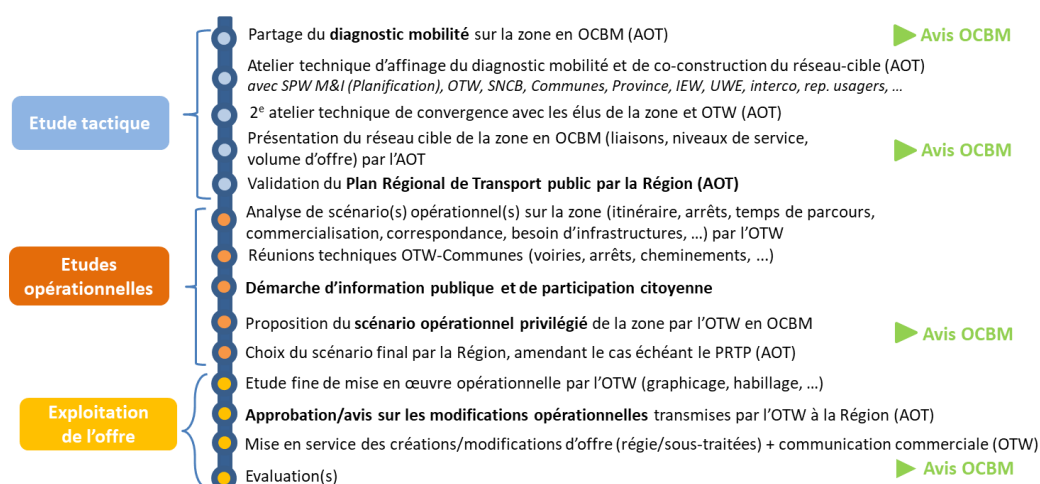 Partage du diagnostic mobilité sur la zone en OCBM (AOT)
Avis OCBM
Atelier technique d'affinage du diagnostic mobilité et de co-construction du réseau-cible (AOT)
avec SPW M&I (Planification), OTW, SNCB, Communes, Province, IEW, UWE, interco, rep. usagers, …
Etude tactique
2e atelier technique de convergence avec les élus de la zone et OTW (AOT)
Présentation du réseau cible de la zone en OCBM (liaisons, niveaux de service,
volume d'offre) par l'AOT
Avis OCBM
Validation du Plan Régional de Transport public par la Région (AOT)
Analyse de scénario(s) opérationnel(s) sur la zone (itinéraire, arrêts, temps de parcours,
commercialisation, correspondance, besoin d'infrastructures, …) par l'OTW
Etudes
opérationnelles
Réunions techniques OTW-Communes (voiries, arrêts, cheminements, …)
Démarche d'information publique et de participation citoyenne
Proposition du scénario opérationnel privilégié de la zone par l'OTW en OCBM
Avis OCBM
Choix du scénario final par la Région, amendant le cas échéant le PRTP (AOT)
Etude fine de mise en œuvre opérationnelle par l'OTW (graphicage, habillage, …)
Exploitation
de l'offre
Approbation/avis sur les modifications opérationnelles transmises par l'OTW à la Région (AOT)
Mise en service des créations/modifications d'offre (régie/sous-traitées) + communication commerciale (OTW)
Evaluation(s)
Avis OCBM